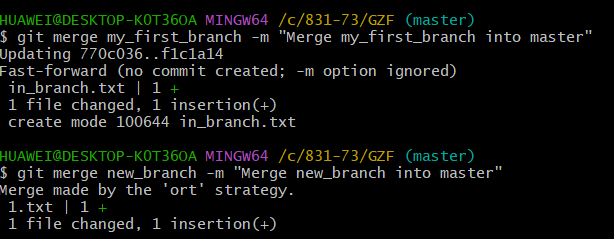 HUAWEI@DESKTOP-KOT36OA MINGW64 /c/831-73/GZF (master)
$ git merge my_first_branch -m "Merge my_first_branch into master"
Updating 770c036..f1c1a14
Fast-forward (no commit created; -m option ignored)
in_branch.txt | 1 +
1 file changed, 1 insertion(+)
create mode 100644 in_branch.txt
HUAWEI@DESKTOP-KOT36OA MINGW64 /c/831-73/GZF (master)
$ git merge new_branch -m "Merge new_branch into master"
Merge made by the 'ort' strategy.
1.txt | 1 +
1 file changed, 1 insertion(+)